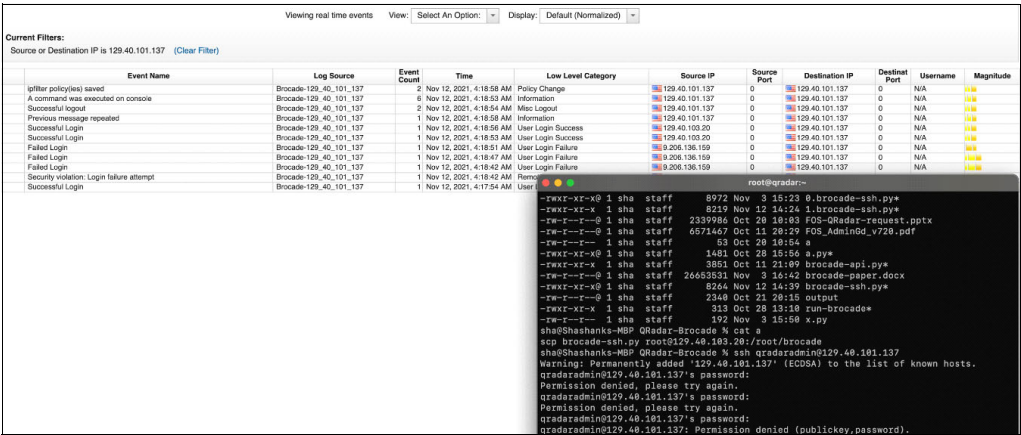 Viewing real time events View: Select An Option: Display: Default (Normalized)
Current Filters:
Source or Destination IP is 129.40.101.137 (Clear Filter)
Event Name Log Source Event Count Time Low Level Category Source IP Source Port Destination IP Destinat Port Username Magnitude
ipfilter policy(ies) saved Brocade-129_40_101_137 2 Nov 12, 2021, 4:18:58 AM Policy Change 129.40.101.137 0 129.40.101.137 0 N/A
A command was executed on console Brocade-129_40_101_137 6 Nov 12, 2021, 4:18:53 AM Information 129.40.101.137 0 129.40.101.137 0 N/A
Successful logout Brocade-129_40_101_137 2 Nov 12, 2021, 4:18:54 AM Misc Logout 129.40.101.137 0 129.40.101.137 0 N/A
Previous message repeated Brocade-129_40_101_137 1 Nov 12, 2021, 4:18:58 AM Information 129.40.101.137 0 129.40.101.137 0 N/A
Successful Login Brocade-129_40_101_137 1 Nov 12, 2021, 4:18:56 AM User Login Success 129.40.103.20 0 129.40.101.137 0 N/A
Successful Login Brocade-129_40_101_137 1 Nov 12, 2021, 4:18:53 AM User Login Success 129.40.103.20 0 129.40.101.137 0 N/A
Failed Login Brocade-129_40_101_137 1 Nov 12, 2021, 4:18:51 AM User Login Failure 9.206.136.159 0 129.40.101.137 0 N/A
Failed Login Brocade-129_40_101_137 1 Nov 12, 2021, 4:18:47 AM User Login Failure 9.206.136.159 0 129.40.101.137 0 N/A
Failed Login Brocade-129_40_101_137 1 Nov 12, 2021, 4:18:42 AM User Login Failure 9.206.136.159 0 129.40.101.137 0 N/A
Security violation: Login failure attempt Brocade-129_40_101_137 1 Nov 12, 2021, 4:18:42 AM Remo
Successful Login Brocade-129_40_101_137 1 Nov 12, 2021, 4:17:54 AM User
root@qradar:~
-rwxr-xr-x@ 1 sha staff 8972 Nov 3 15:23 0.brocade-ssh.py*
-rwxr-xr-x 1 sha staff 8219 Nov 12 14:24 1.brocade-ssh.py*
-rw-r--r--@ 1 sha staff 2339986 Oct 20 10:03 FOS-QRadar-request.pptx
-rw-r--r--@ 1 sha staff 6571467 Oct 11 20:29 FOS_AdminGd_v720.pdf
-rw-r--r-- 1 sha staff 53 Oct 20 10:54 a
-rwxr-xr-x@ 1 sha staff 1481 Oct 28 15:56 a.py*
-rwxr-xr-x 1 sha staff 3851 Oct 11 21:09 brocade-api.py*
-rw-r--r--@ 1 sha staff 26653531 Nov 3 16:42 brocade-paper.docx
-rwxr-xr-x@ 1 sha staff 8264 Nov 12 14:39 brocade-ssh.py*
-rw-r--r--@ 1 sha staff 2340 Oct 21 20:15 output
-rwxr-xr-x 1 sha staff 313 Oct 28 13:10 run-brocade*
-rw-r--r-- 1 sha staff 192 Nov 3 15:50 x.py
sha@Shashanks-MBP QRadar-Brocade % cat a
scp brocade-ssh.py root@129.40.103.20:/root/brocade
sha@Shashanks-MBP QRadar-Brocade % ssh qradaradmin@129.40.101.137
Warning: Permanently added '129.40.101.137' (ECDSA) to the list of known hosts.
qradaradmin@129.40.101.137's password:
Permission denied, please try again.
qradaradmin@129.40.101.137's password:
Permission denied, please try again.
qradaradmin@129.40.101.137's password:
qradaradmin@129.40.101.137: Permission denied (publickey,password).